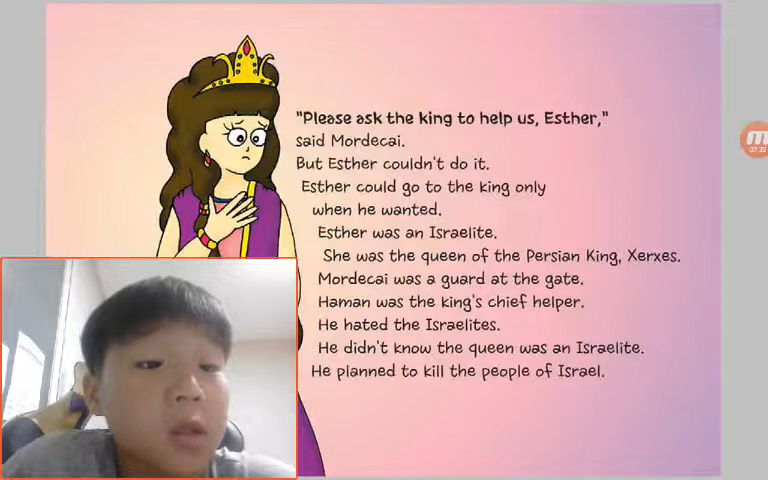 "Please ask the king to help us, Esther,"
said Mordecai.
But Esther couldn't do it.
Esther could go to the king only
when he wanted.
Esther was an Israelite.
She was the queen of the Persian King, Xerxes.
Mordecai was a guard at the gate.
Haman was the king's chief helper.
He hated the Israelites.
He didn't know the queen was an Israelite.
He planned to kill the people of Israel.
07:32